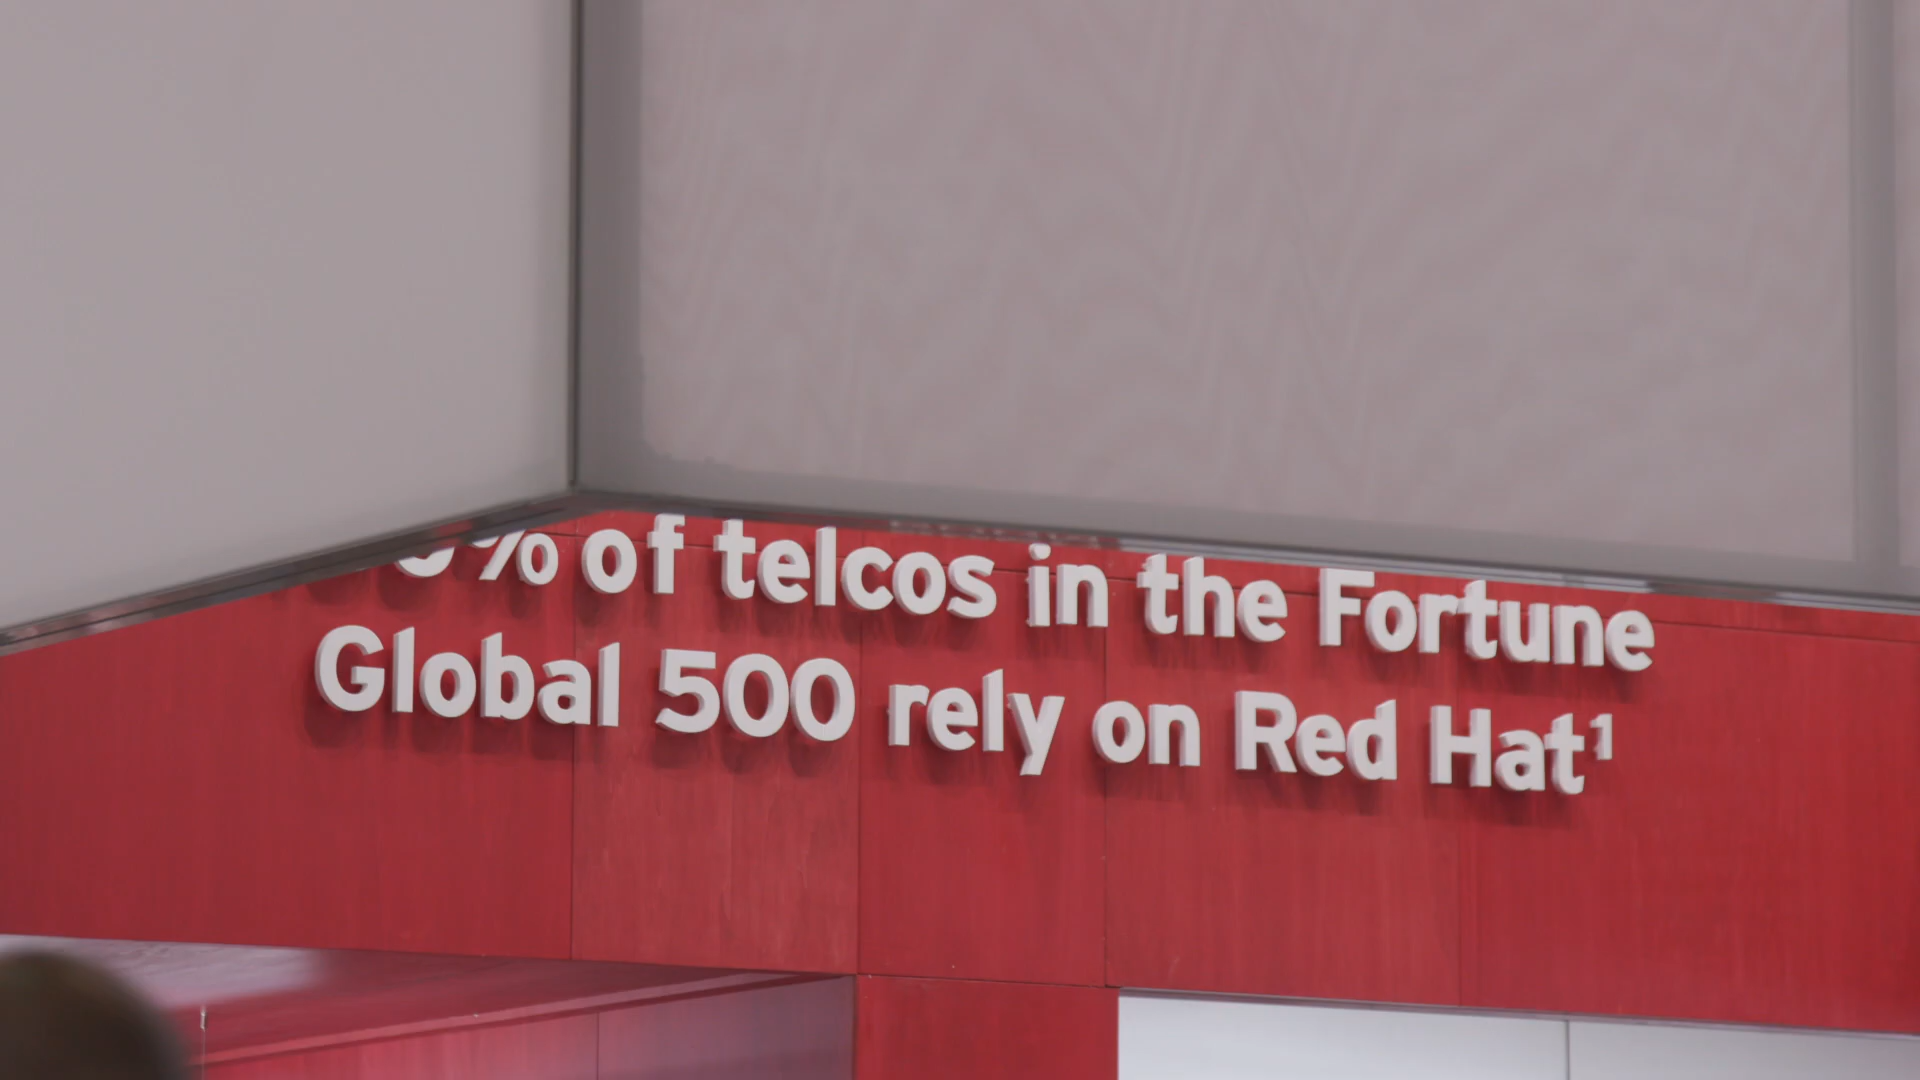 % of telcos in the Fortune
Global 500 rely on Red Hat¹